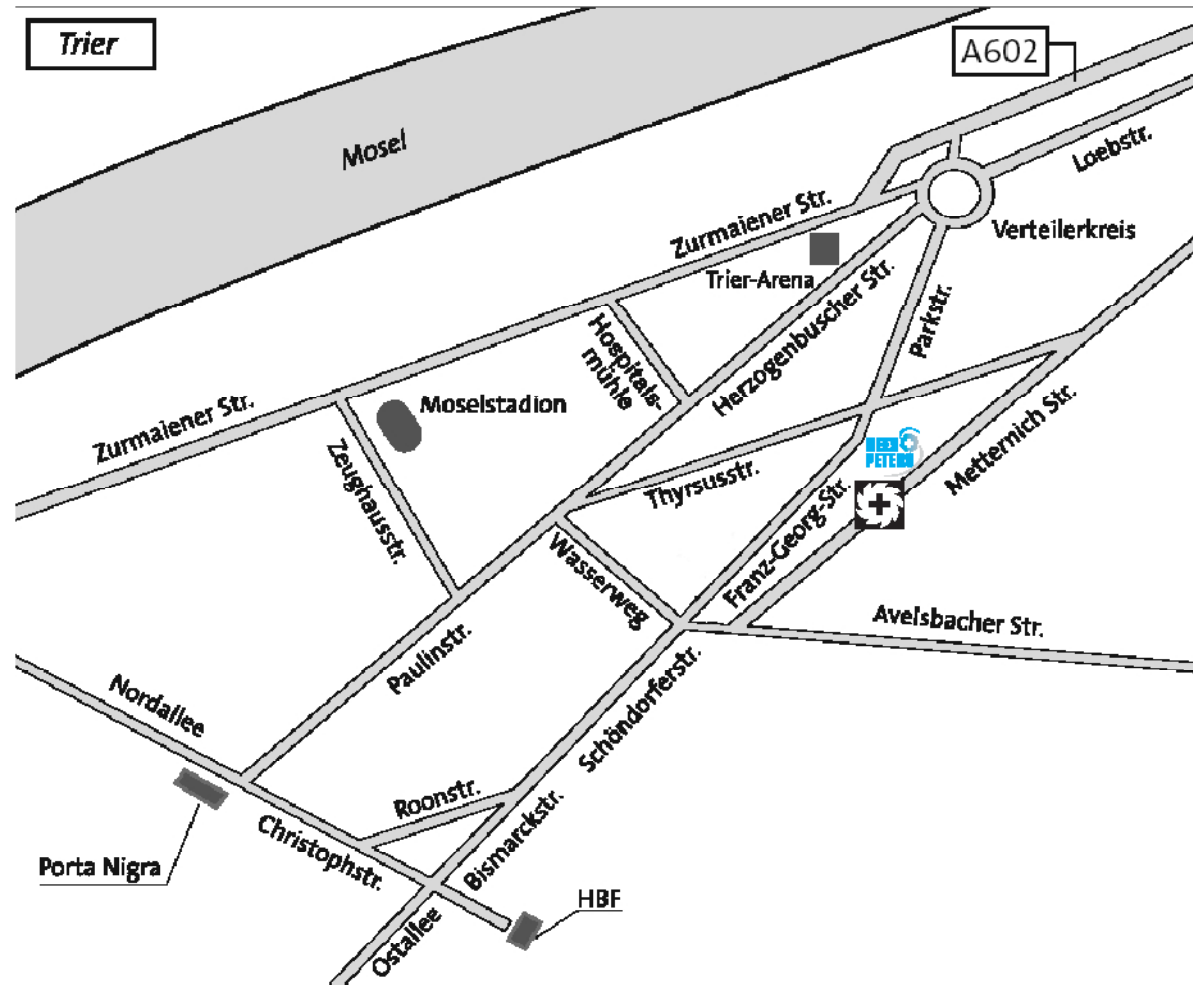 Trier
A602
Mosel
Loebstr.
Zurmaiener Str.
Verteilerkreis
Trier-Arena
Herzogenbuscher Str.
Parkstr.
Hospitals-
mühle
Moselstadion
Zurmaiener Str.
Metternich Str.
Zeughausstr.
Thyrsusstr.
PETERS
Franz-Georg-Str.
Wasserweg
Avelsbacher Str.
Paulinstr.
Schöndorferstr.
Nordallee
Roonstr.
Bismarckstr.
Christophstr.
Porta Nigra
HBF
Ostallee